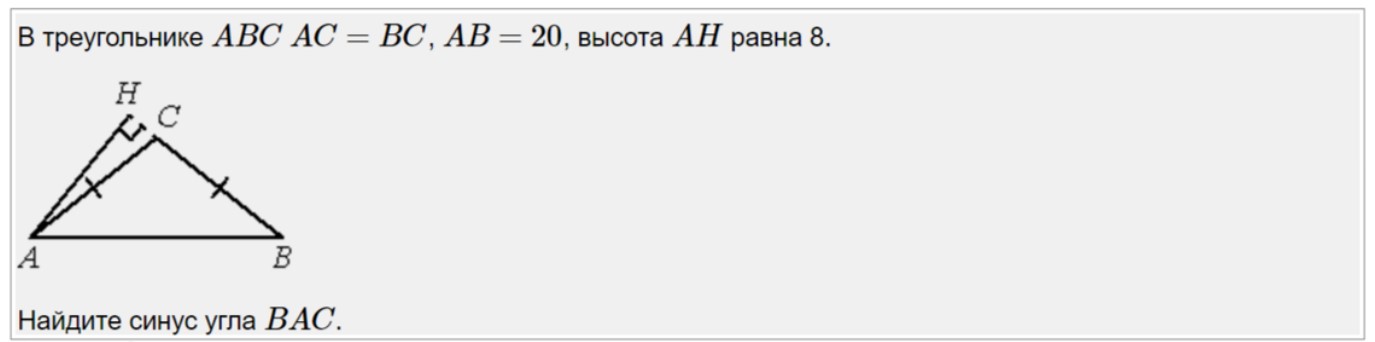 В треугольнике ABC AC = BC, AB = 20, высота AH равна 8.
H
C
A
B
Найдите синус угла BAC.